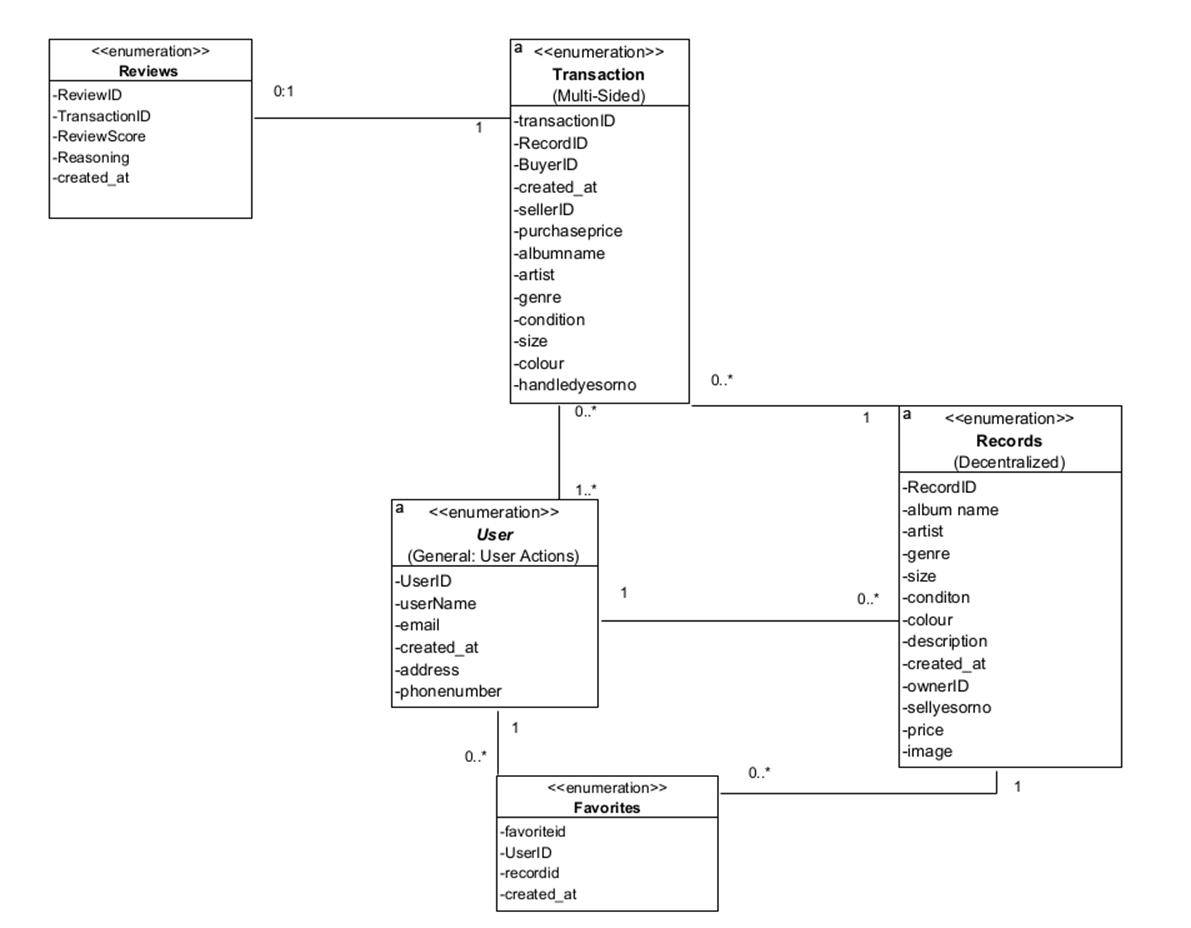 <<enumeration>>
Reviews
-ReviewID
-TransactionID
-ReviewScore
-Reasoning
-created_at
0:1
1
a
<<enumeration>>
Transaction
(Multi-Sided)
-transactionID
-RecordID
-BuyerID
-created_at
-sellerID
-purchaseprice
-albumname
-artist
-genre
-condition
-size
-colour
-handledyesorno
0..*
1
0..*
1..*
a
<<enumeration>>
Records
(Decentralized)
-RecordID
-album name
-artist
-genre
-size
-conditon
-colour
-description
-created_at
-ownerID
-sellyesorno
-price
-image
a
<<enumeration>>
User
(General: User Actions)
-UserID
-userName
-email
-created_at
-address
-phonenumber
1
0..*
1
0..*
0..*
1
<<enumeration>>
Favorites
-favoriteid
-UserID
-recordid
-created_at